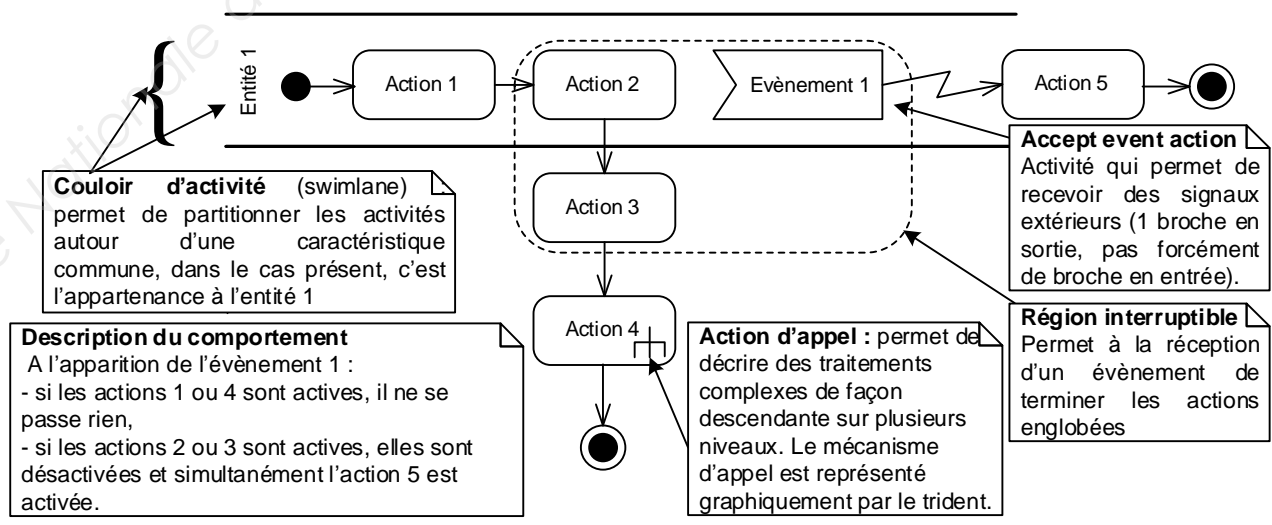 e Nationale d
Entité 1
Action 1
Action 2
Evènement 1
Action 5
Accept event action
Activité qui permet de
recevoir des signaux
extérieurs (1 broche en
sortie, pas forcément
de broche en entrée).
Couloir d’activité (swimlane) :
permet de partitionner les activités
autour d’une caractéristique
commune, dans le cas présent, c’est
l’appartenance à l’entité 1
Action 3
Région interruptible
Permet à la réception
d’un évènement de
terminer les actions
englobées
Action 4
Description du comportement
A l’apparition de l’évènement 1 :
- si les actions 1 ou 4 sont actives, il ne se
passe rien,
- si les actions 2 ou 3 sont actives, elles sont
désactivées et simultanément l’action 5 est
activée.
Action d’appel : permet de
décrire des traitements
complexes de façon
descendante sur plusieurs
niveaux. Le mécanisme
d’appel est représenté
graphiquement par le trident.